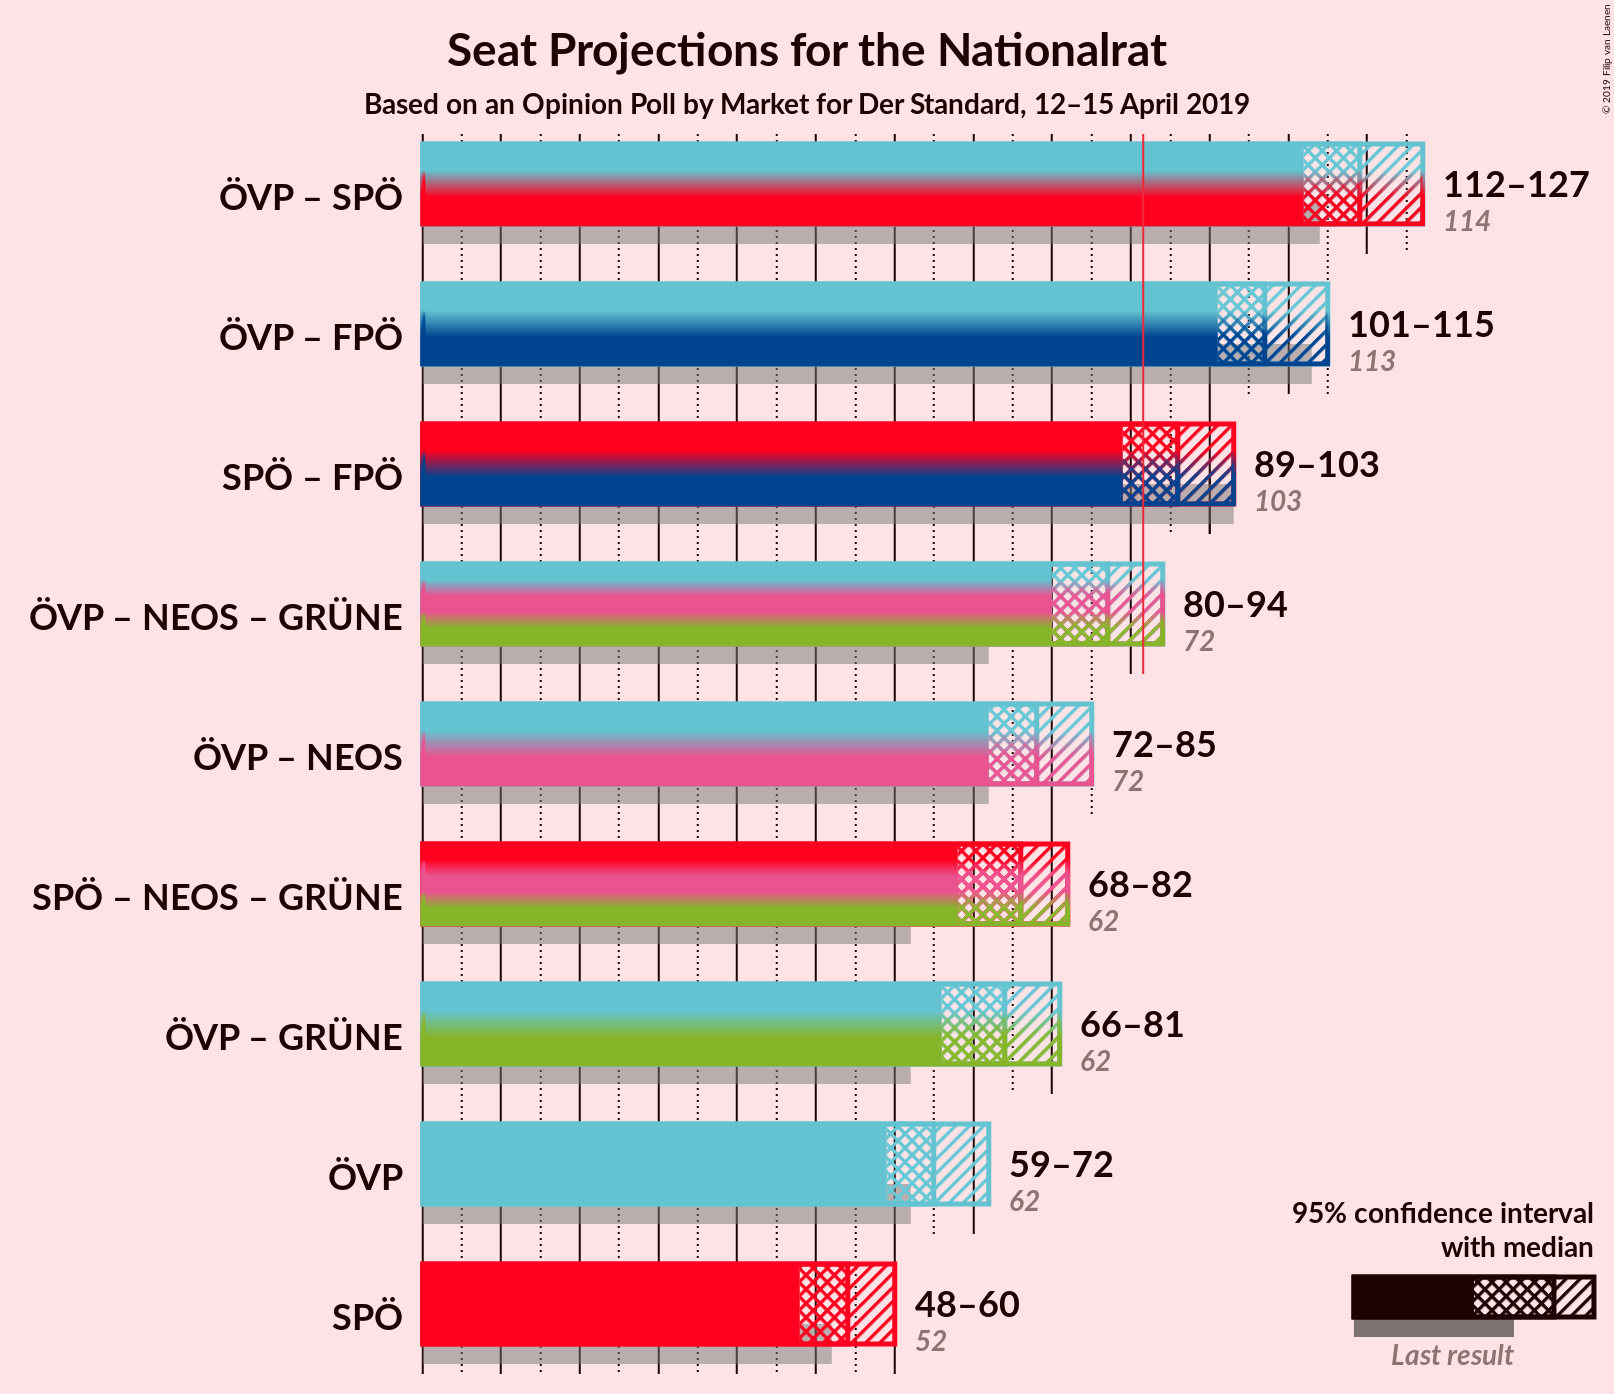 Seat Projections for the Nationalrat
Based on an Opinion Poll by Market for Der Standard, 12–15 April 2019
© 2019 Filip van Laenen
ÖVP – SPÖ
112–127
114
ÖVP – FPÖ
101–115
113
SPÖ – FPÖ
89–103
103
ÖVP – NEOS – GRÜNE
80–94
72
ÖVP – NEOS
72–85
72
SPÖ – NEOS – GRÜNE
68–82
62
ÖVP – GRÜNE
66–81
62
ÖVP
59–72
62
SPÖ
48–60
52
95% confidence interval
with median
Last result